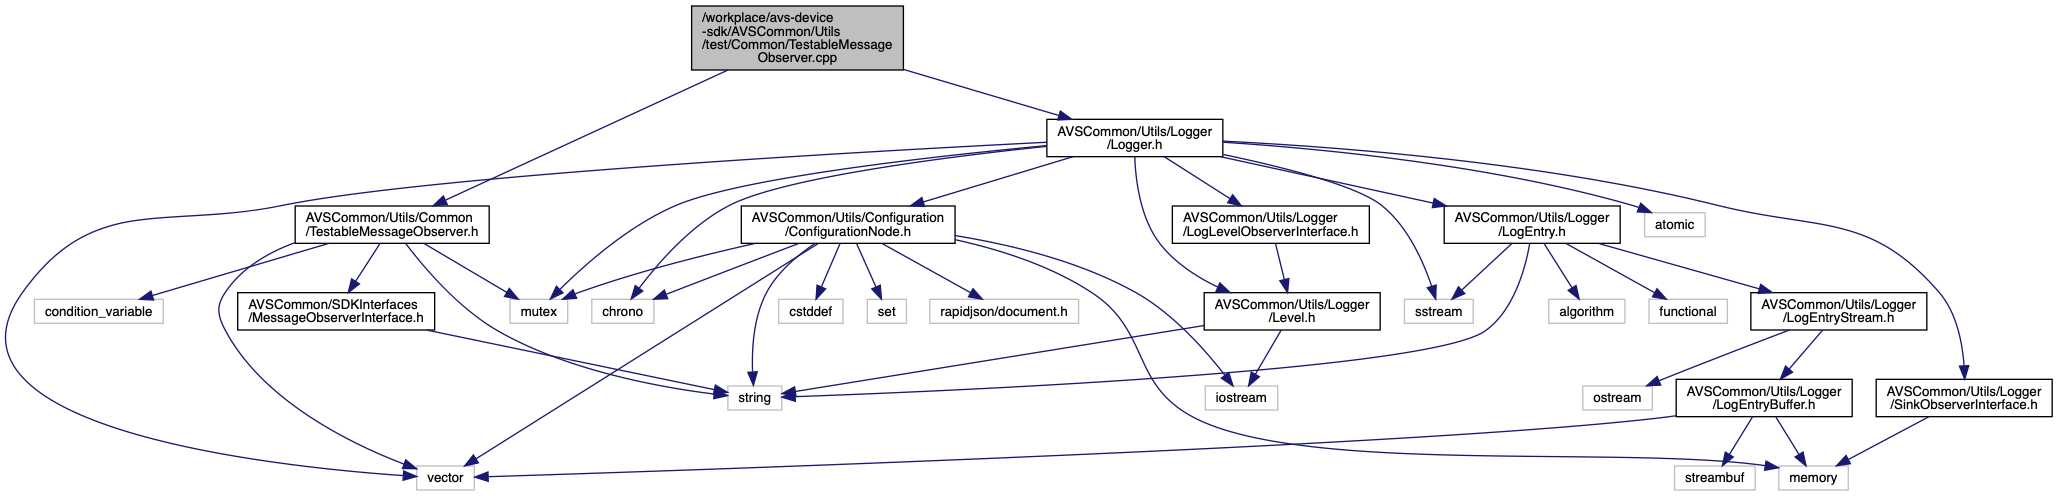 /workplace/avs-device
-sdk/AVSCommon/Utils
/test/Common/TestableMessage
Observer.cpp
AVSCommon/Utils/Logger
/Logger.h
AVSCommon/Utils/Common
/TestableMessageObserver.h
AVSCommon/Utils/Configuration
/ConfigurationNode.h
AVSCommon/Utils/Logger
/LogLevelObserverInterface.h
AVSCommon/Utils/Logger
/LogEntry.h
atomic
condition_variable
AVSCommon/SDKInterfaces
/MessageObserverInterface.h
mutex
chrono
cstddef
set
rapidjson/document.h
AVSCommon/Utils/Logger
/Level.h
sstream
algorithm
functional
AVSCommon/Utils/Logger
/LogEntryStream.h
string
iostream
ostream
AVSCommon/Utils/Logger
/LogEntryBuffer.h
AVSCommon/Utils/Logger
/SinkObserverInterface.h
vector
streambuf
memory